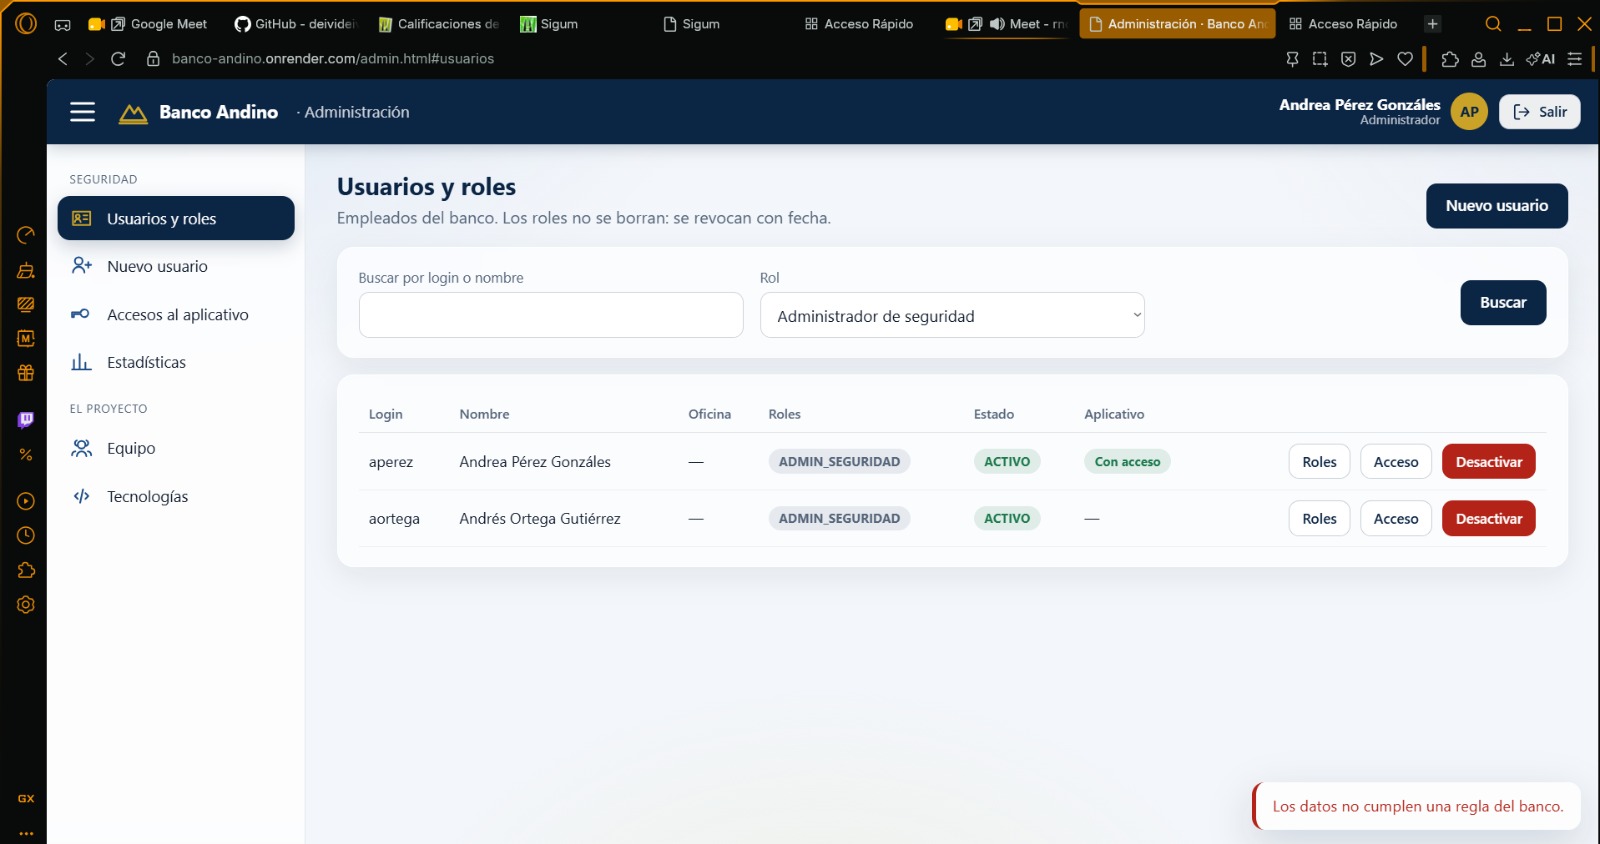 Google Meet
GitHub - deividei
Calificaciones de
Sigum
Sigum
Acceso Rápido
Meet - rn
Administración · Banco An
Acceso Rápido
banco-andino.onrender.com/admin.html#usuarios
AI
Banco Andino · Administración
Andrea Pérez Gonzáles
Administrador
AP
Salir
SEGURIDAD
Usuarios y roles
Nuevo usuario
Accesos al aplicativo
Estadísticas
EL PROYECTO
Equipo
Tecnologías
GX
Usuarios y roles
Empleados del banco. Los roles no se borran: se revocan con fecha.
Nuevo usuario
Buscar por login o nombre
Rol
Administrador de seguridad
Buscar
Login Nombre Oficina Roles Estado Aplicativo
aperez Andrea Pérez Gonzáles — ADMIN_SEGURIDAD ACTIVO Con acceso Roles Acceso Desactivar
aortega Andrés Ortega Gutiérrez — ADMIN_SEGURIDAD ACTIVO — Roles Acceso Desactivar
Los datos no cumplen una regla del banco.